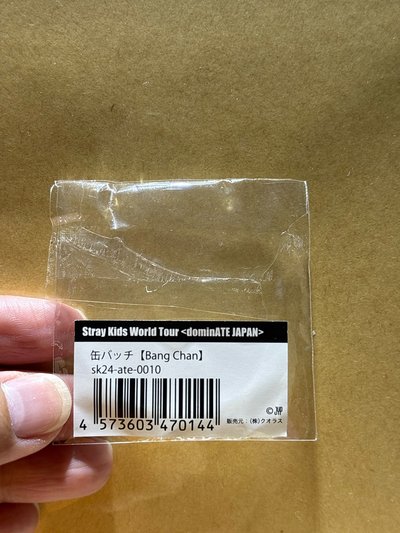 Stray Kids World Tour <dominATE JAPAN>
缶バッチ【Bang Chan】
sk24-ate-0010
4 573603 470144
© JYP
販売元：(株)クオラス